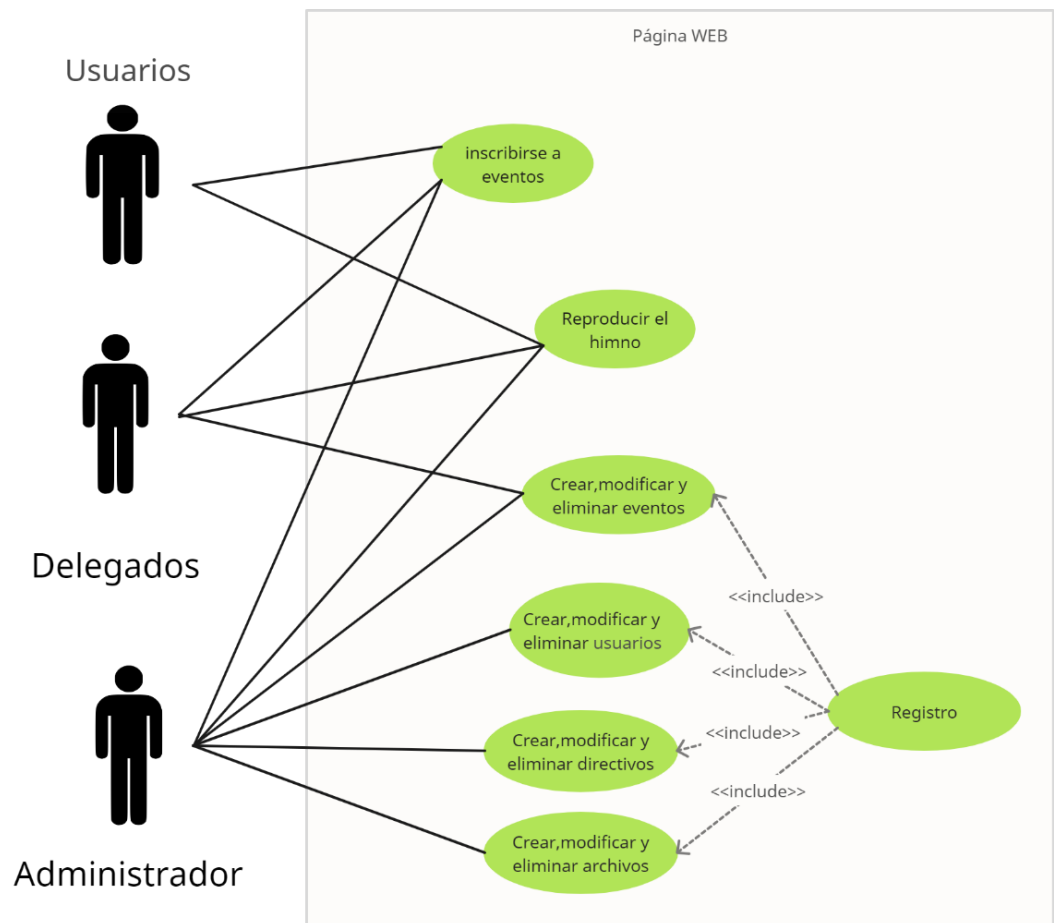 Página WEB
Usuarios
inscribirse a
eventos
Reproducir el
himno
Delegados
Crear,modificar y
eliminar eventos
<<include>>
Crear,modificar y
eliminar usuarios
<<include>>
Registro
Crear,modificar y
eliminar directivos
<<include>>
<<include>>
Administrador
Crear,modificar y
eliminar archivos